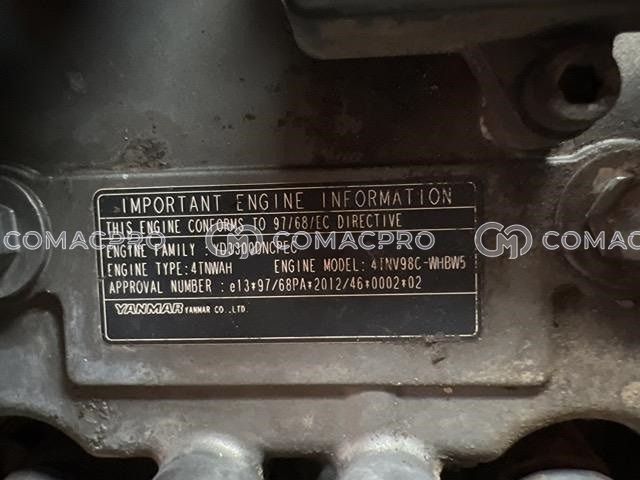 IMPORTANT ENGINE INFORMATION
THIS ENGINE CONFORMS TO 97/68/EC DIRECTIVE
COMACPRO COMACPRO COMACPRO
ENGINE FAMILY :
ENGINE TYPE:4TNWAH ENGINE MODEL: 4TNV98C-WHBW5
APPROVAL NUMBER : e13*97/68PA*2012/46*0002*02
YANMAR YANMAR CO.,LTD.